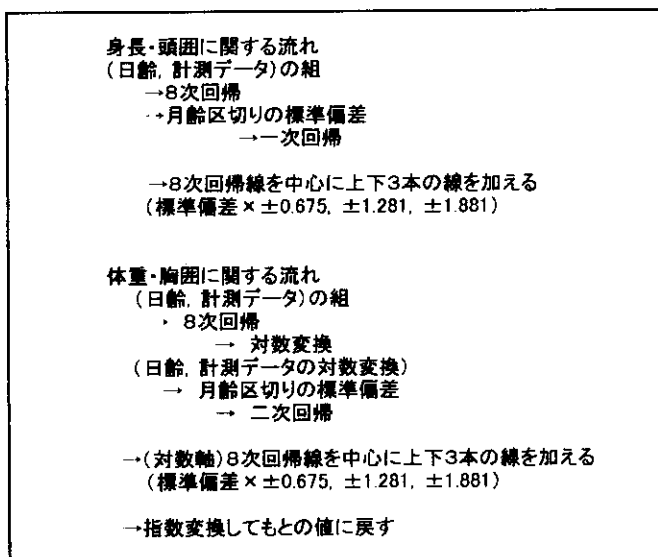 身長・頭囲に関する流れ
(日齢, 計測データ)の組
→8次回帰
→月齢区切りの標準偏差
→一次回帰
→8次回帰線を中心に上下3本の線を加える
(標準偏差×±0.675, ±1.281, ±1.881)
体重・胸囲に関する流れ
(日齢, 計測データ)の組
→ 8次回帰
→ 対数変換
(日齢, 計測データの対数変換)
→ 月齢区切りの標準偏差
→ 二次回帰
→(対数軸)8次回帰線を中心に上下3本の線を加える
(標準偏差×±0.675, ±1.281, ±1.881)
→指数変換してもとの値に戻す